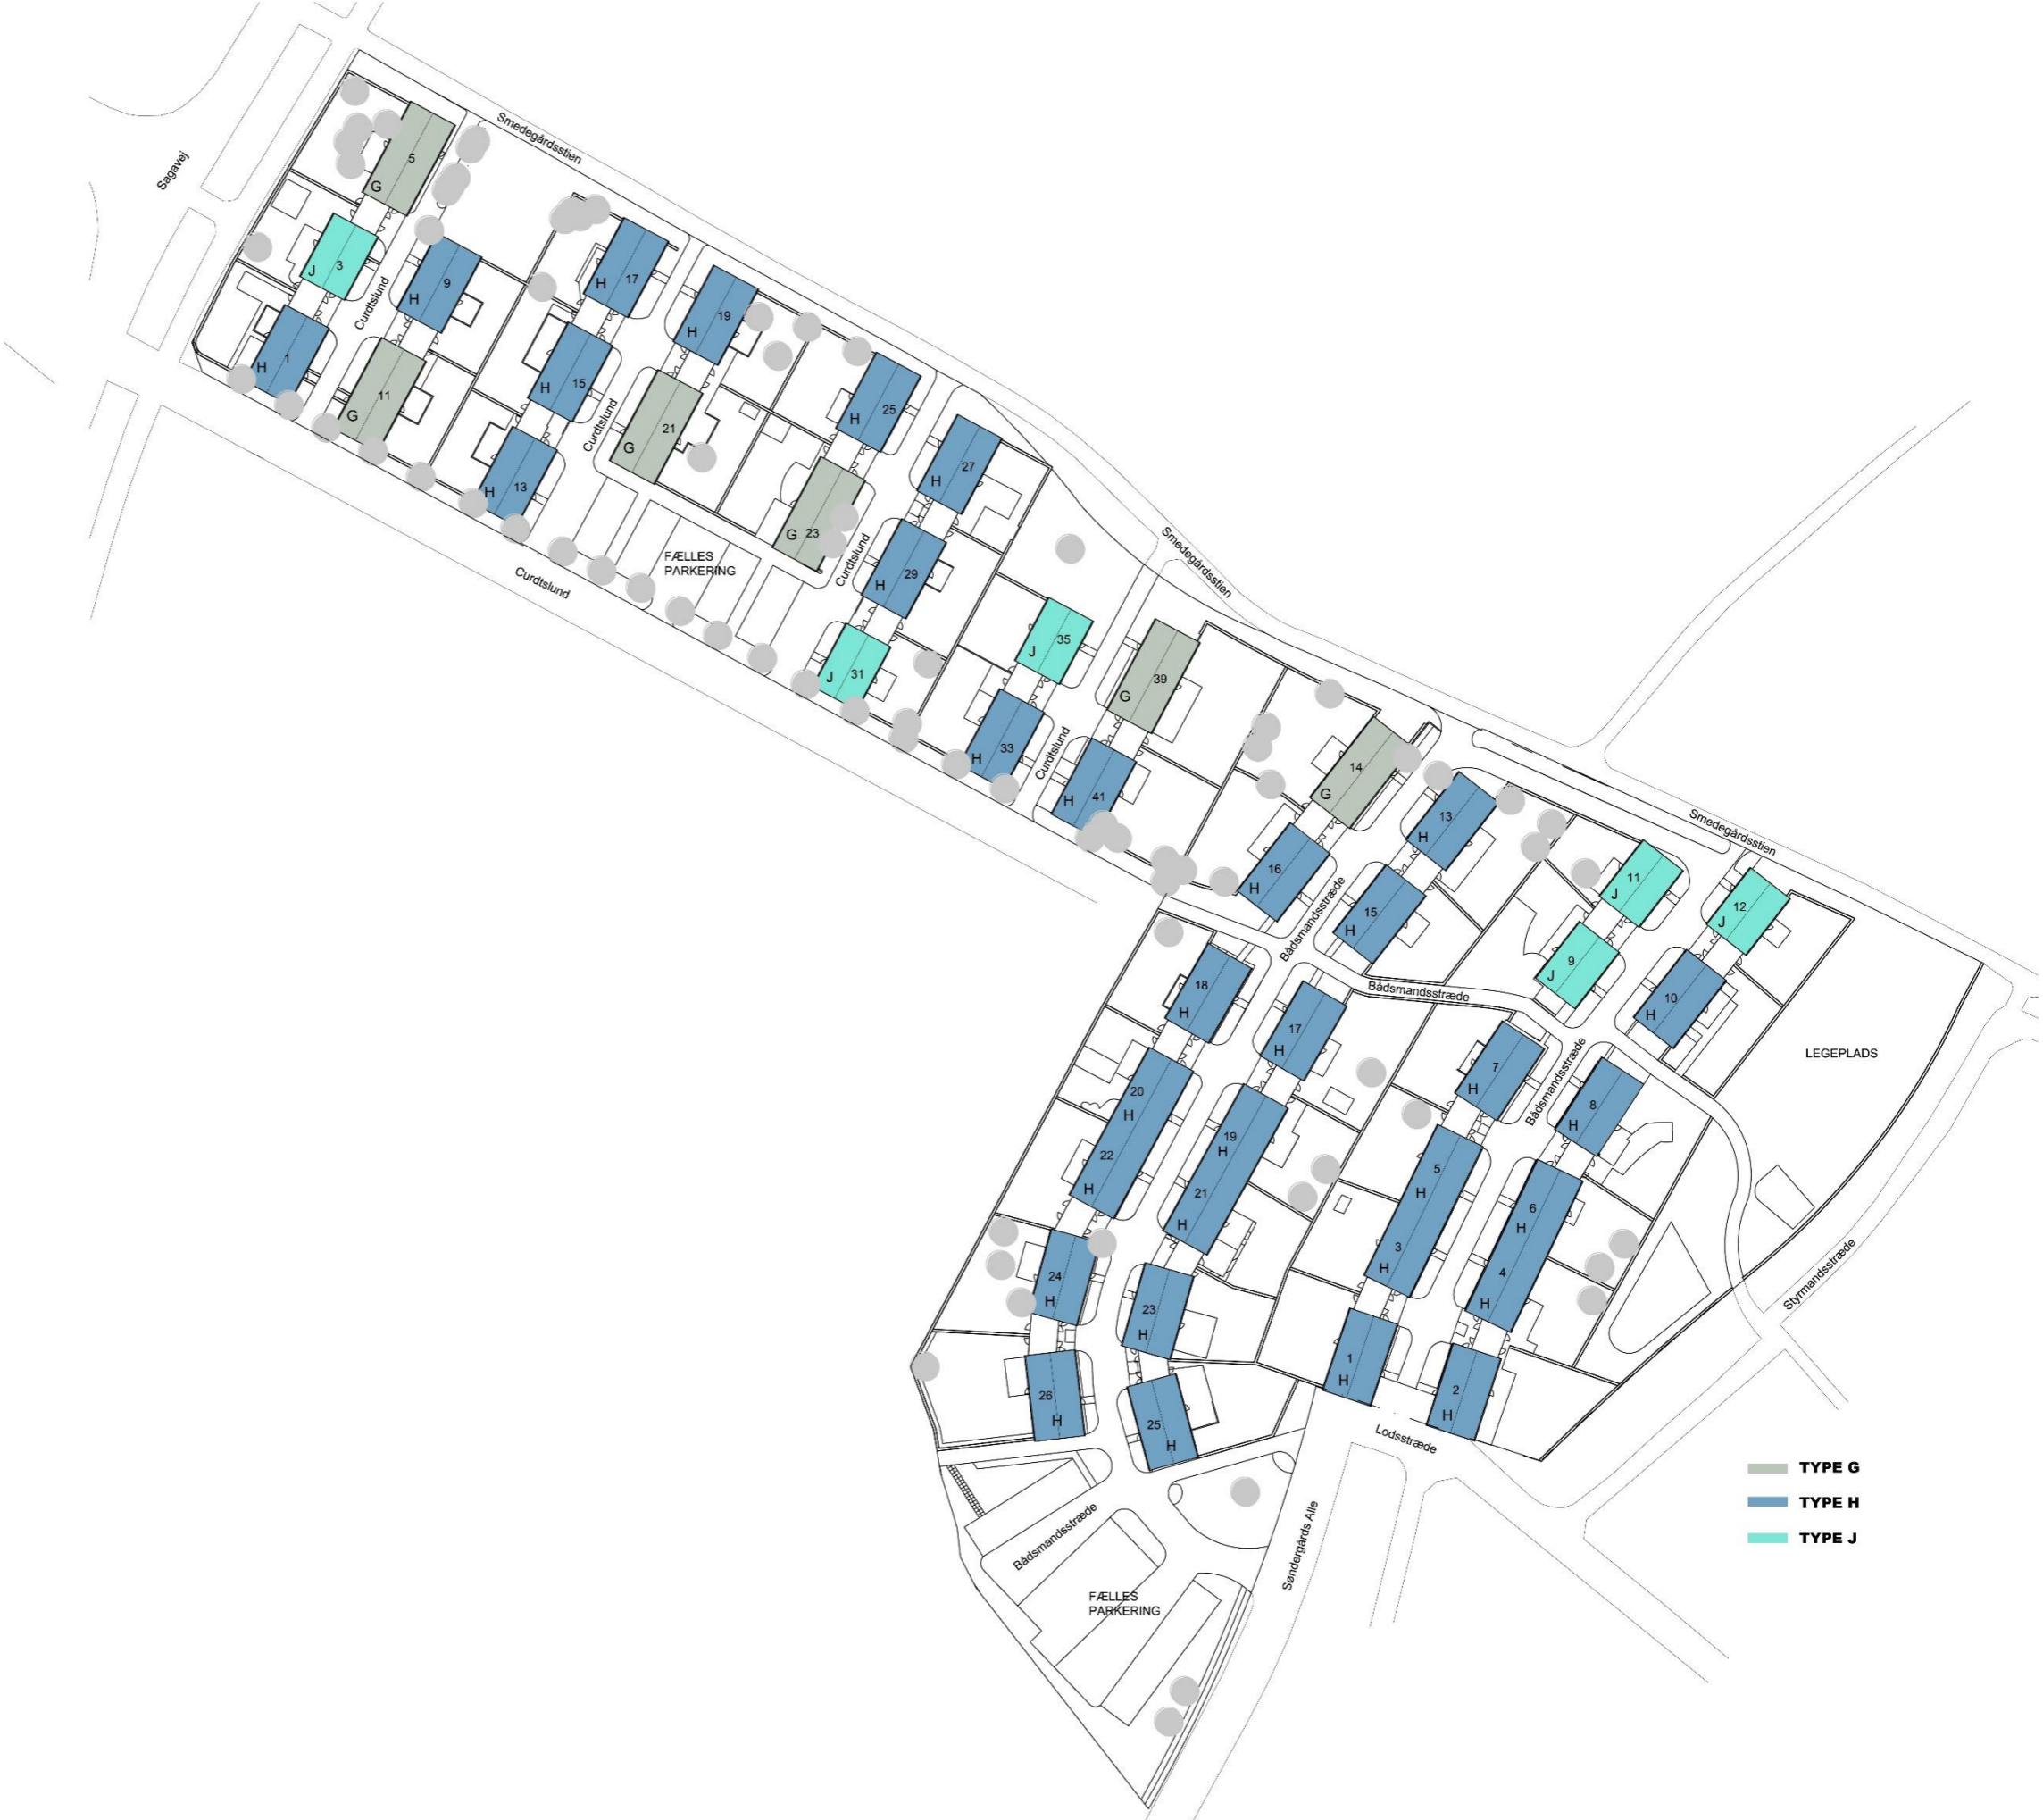 Smedegårdsstien
Sagavej
5
G
3
J
Curdtslund
1
H
9
H
11
G
17
H
15
H
13
H
Curdtslund
19
H
21
G
25
H
G 23
Curdtslund
27
H
29
H
J 31
FÆLLES
PARKERING
Curdtslund
Smedegårdsstien
35
J
33
H
Curdtslund
39
G
H 41
14
G
16
H
Bådsmandsstræde
13
H
15
H
Smedegårdsstien
11
J
9
J
12
J
10
H
Bådsmandsstræde
LEGEPLADS
18
H
20
H
22
H
24
H
26
H
17
H
19
H
21
H
23
H
25
H
7
H
5
H
3
H
1
H
Bådsmandsstræde
8
H
6
H
4
H
2
H
Styrmandsstræde
Lodsstræde
Søndergårds Alle
Bådsmandsstræde
FÆLLES
PARKERING
TYPE G
TYPE H
TYPE J